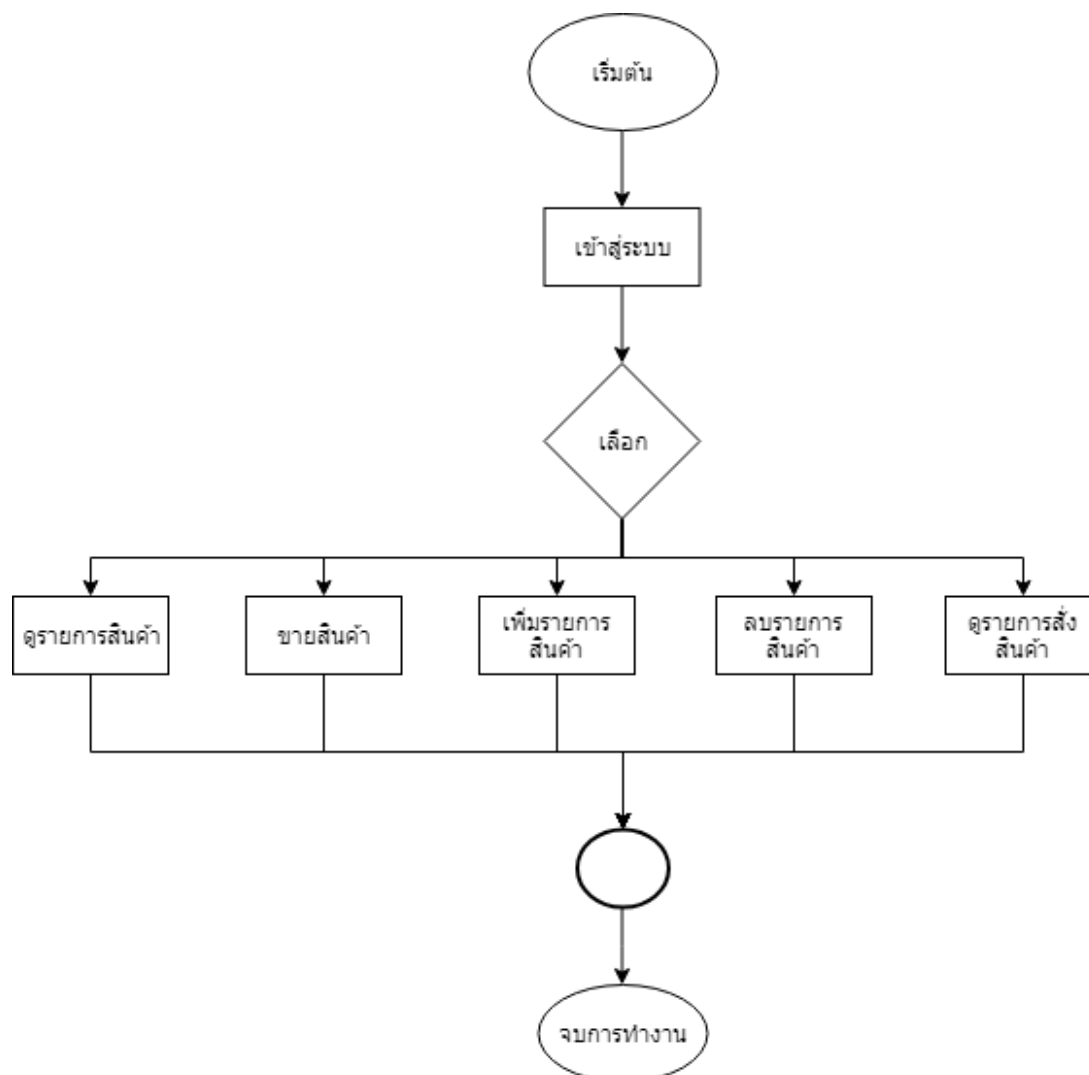 เริ่มต้น
เข้าสู่ระบบ
เลือก
ดูรายการสินค้า
ขายสินค้า
เพิ่มรายการ
สินค้า
ลบรายการ
สินค้า
ดูรายการสั่ง
สินค้า
จบการทำงาน